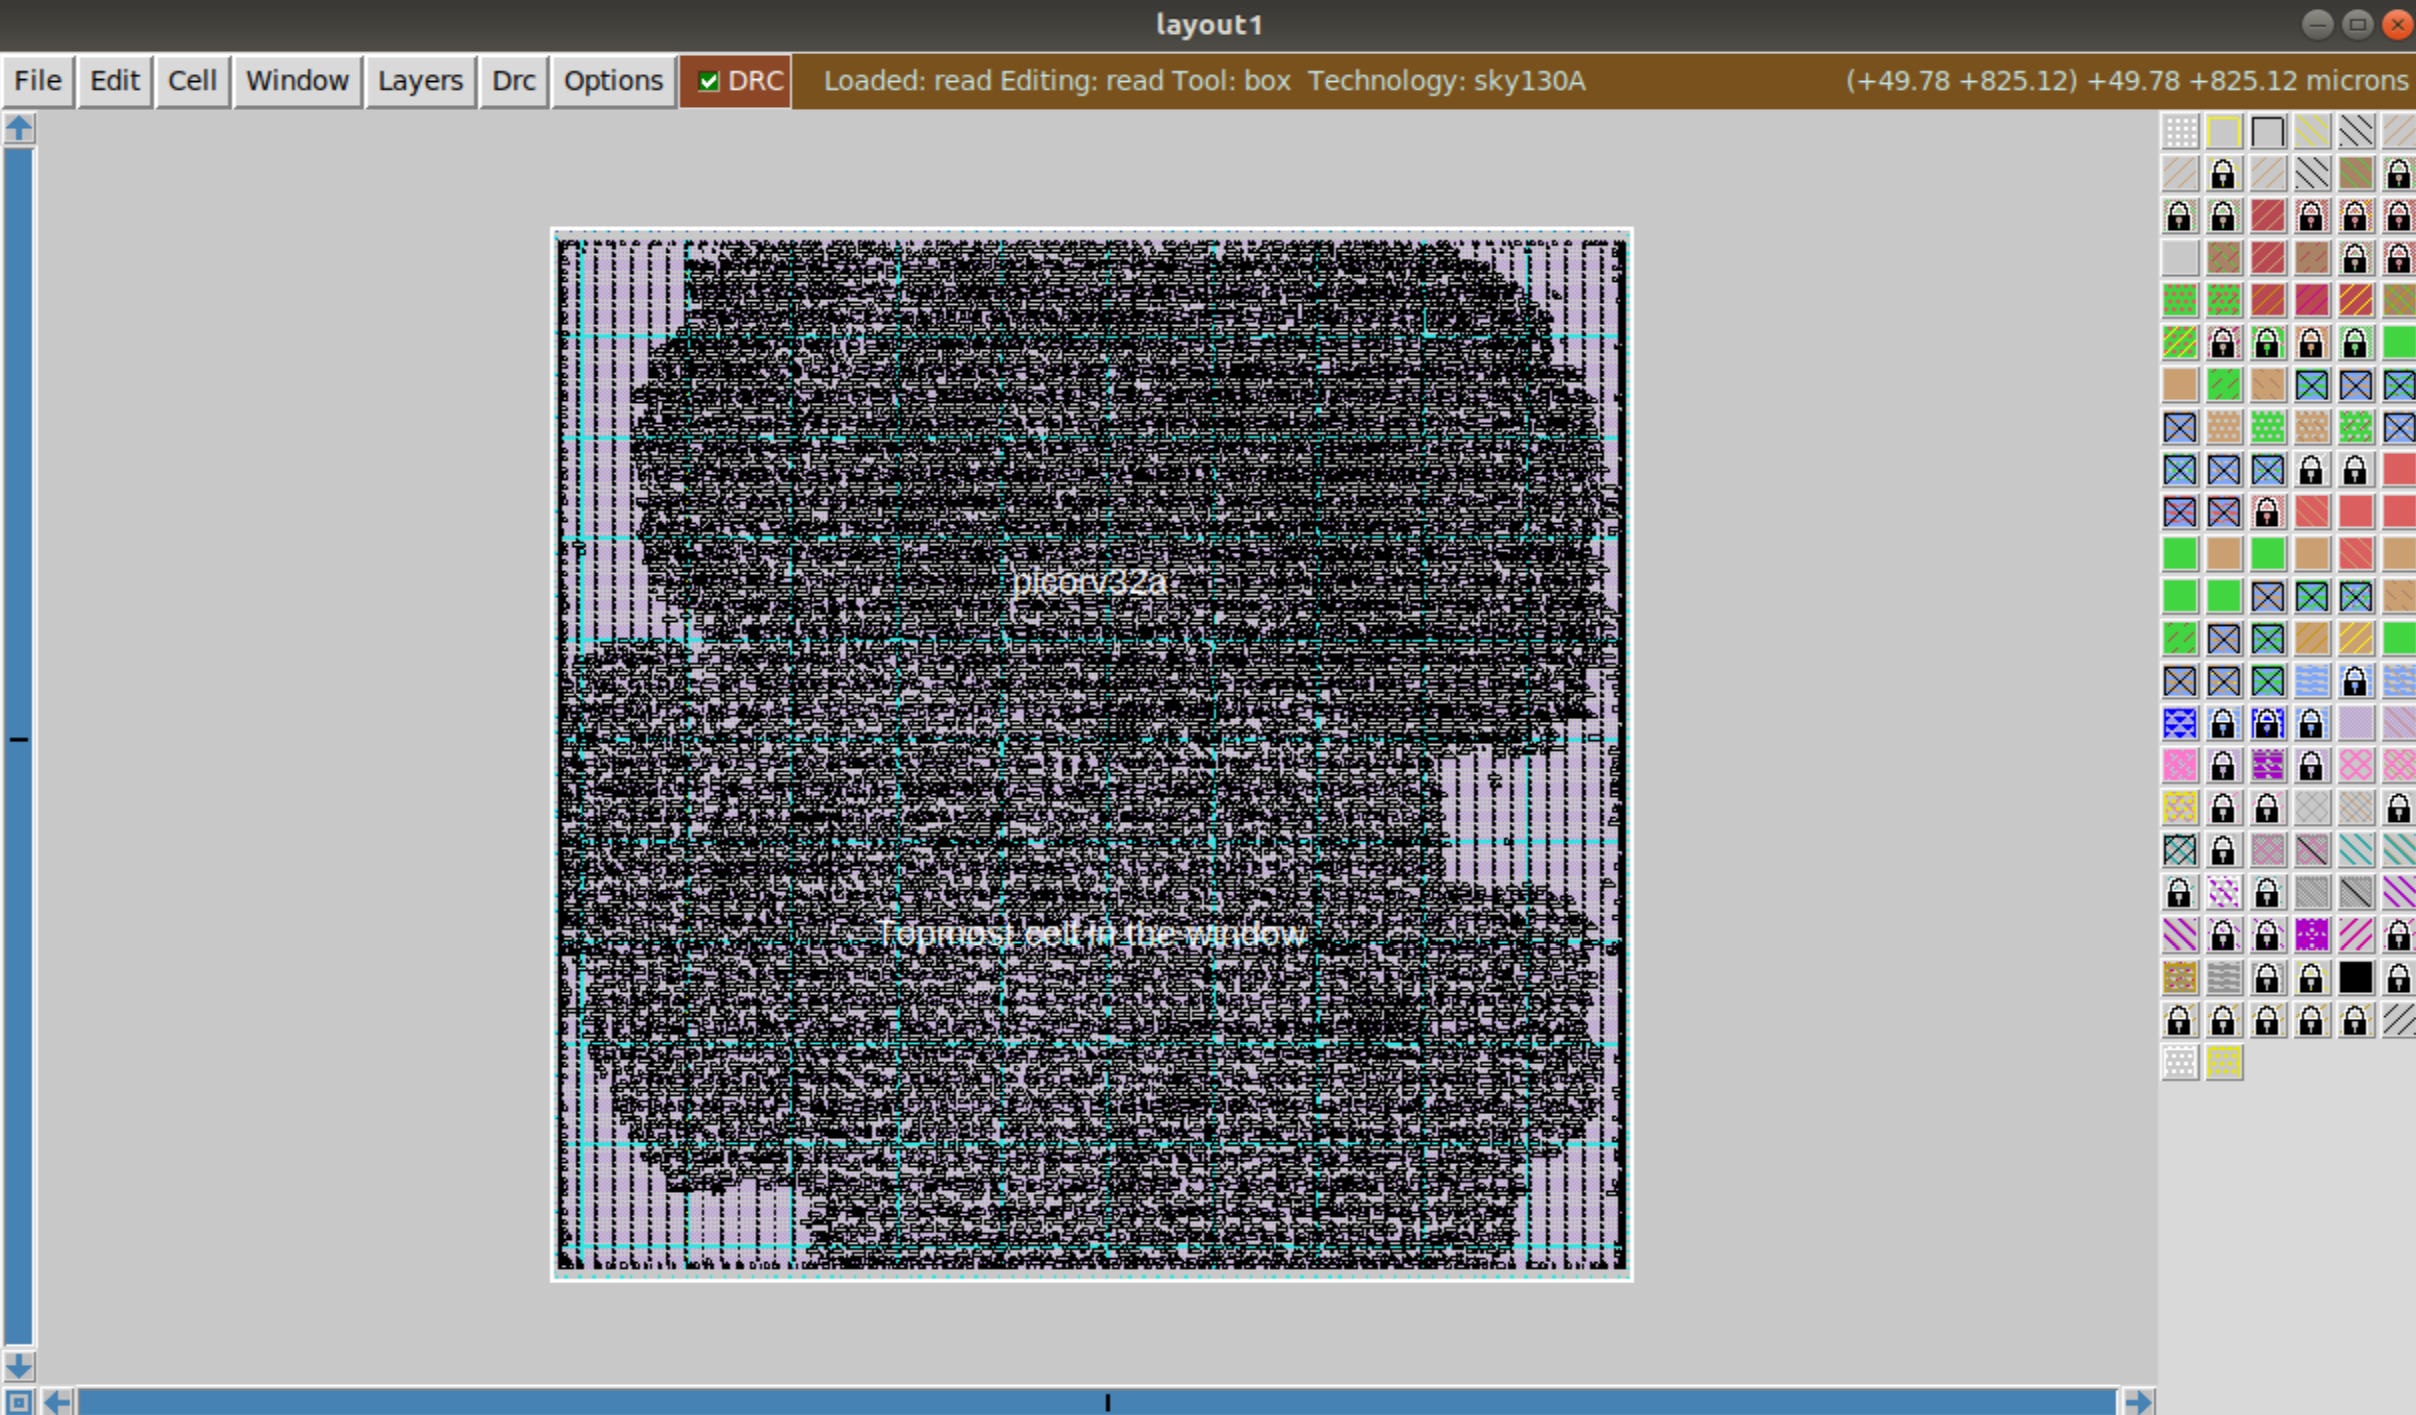 layout1
File Edit Cell Window Layers Drc Options DRC Loaded: read Editing: read Tool: box Technology: sky130A (+49.78 +825.12) +49.78 +825.12 microns
picorv32a
Topmost cell in the window